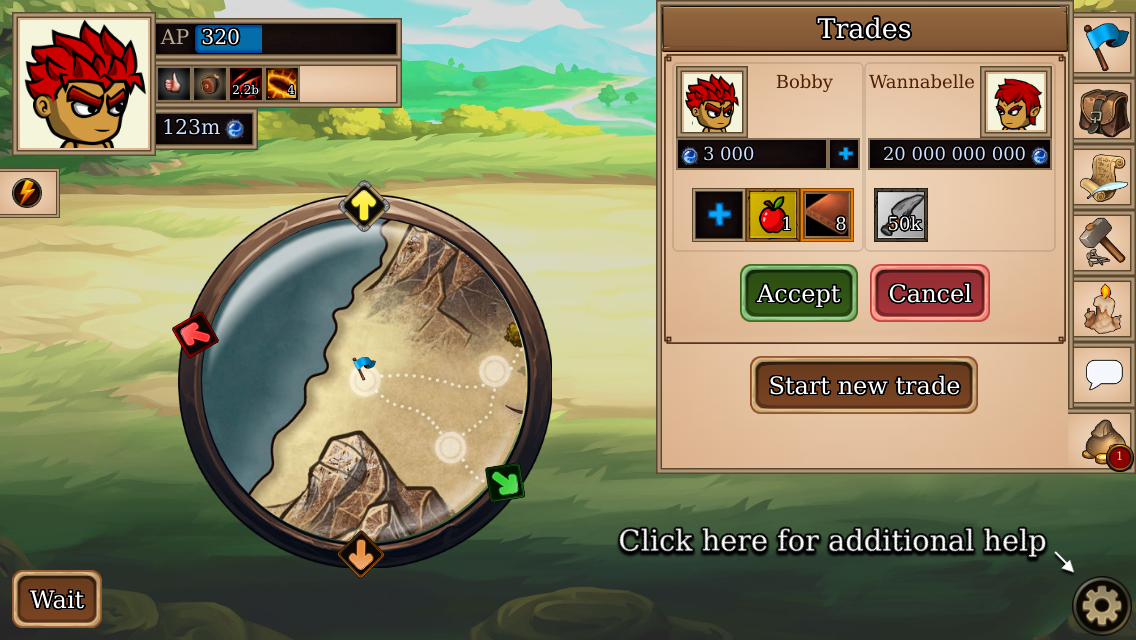 AP 320
2.2b
4
123m
Trades
Bobby
Wannabelle
3 000
20 000 000 000
1
8
50k
Accept
Cancel
Start new trade
1
Click here for additional help
Wait